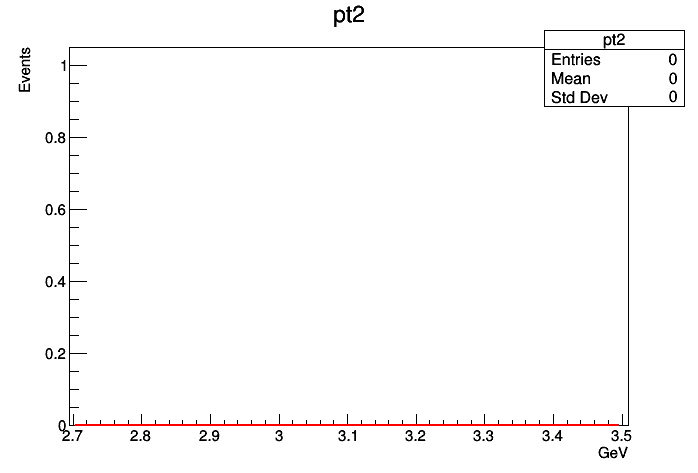 pt2
pt2
Entries 0
Mean 0
Std Dev 0
Events
1
0.8
0.6
0.4
0.2
0
2.7 2.8 2.9 3 3.1 3.2 3.3 3.4 3.5
GeV